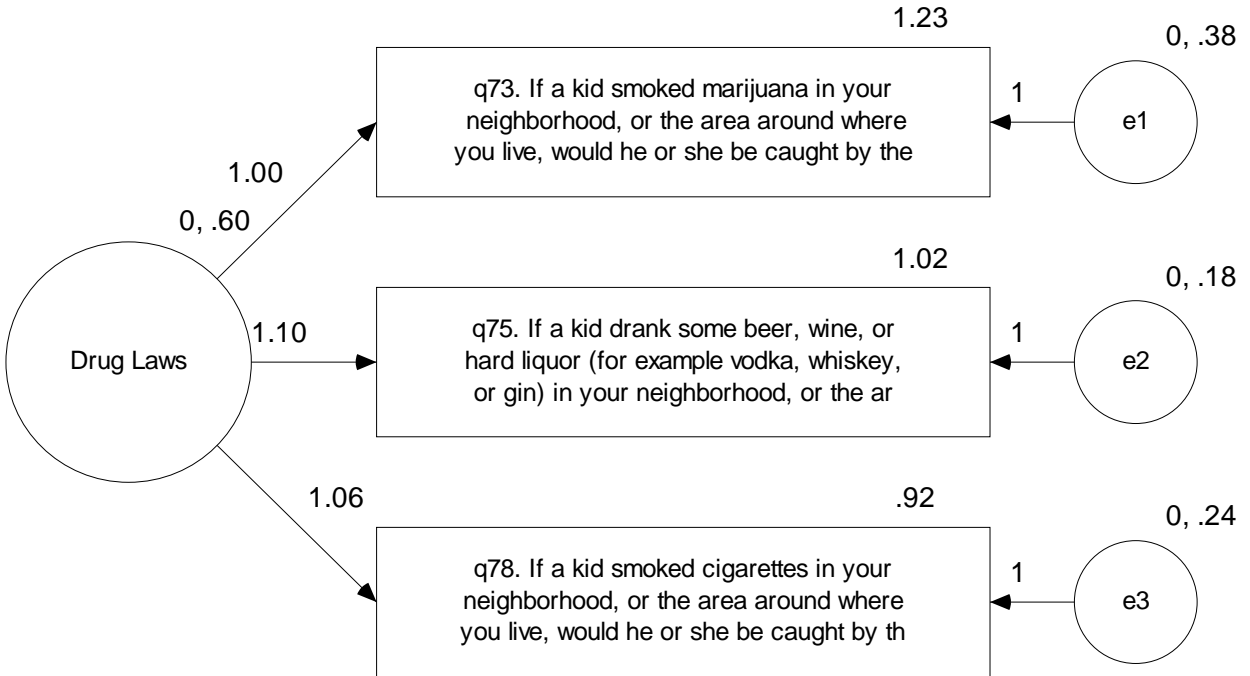 1.23
0, .38
q73. If a kid smoked marijuana in your
neighborhood, or the area around where
you live, would he or she be caught by the
1
e1
1.00
0, .60
1.02
0, .18
Drug Laws
1.10
q75. If a kid drank some beer, wine, or
hard liquor (for example vodka, whiskey,
or gin) in your neighborhood, or the ar
1
e2
1.06
.92
0, .24
q78. If a kid smoked cigarettes in your
neighborhood, or the area around where
you live, would he or she be caught by th
1
e3